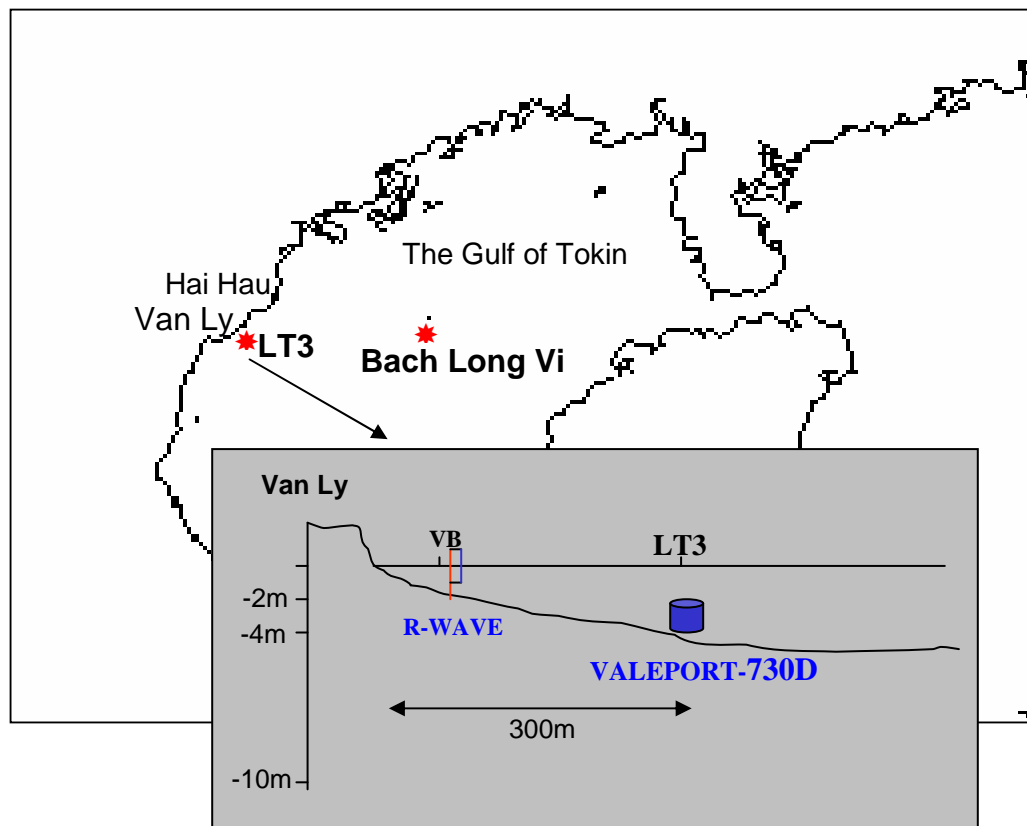 The Gulf of Tokin
Hai Hau
Van Ly
LT3
Bach Long Vi
Van Ly
VB
LT3
-2m
-4m
R-WAVE
VALEPORT-730D
300m
-10m